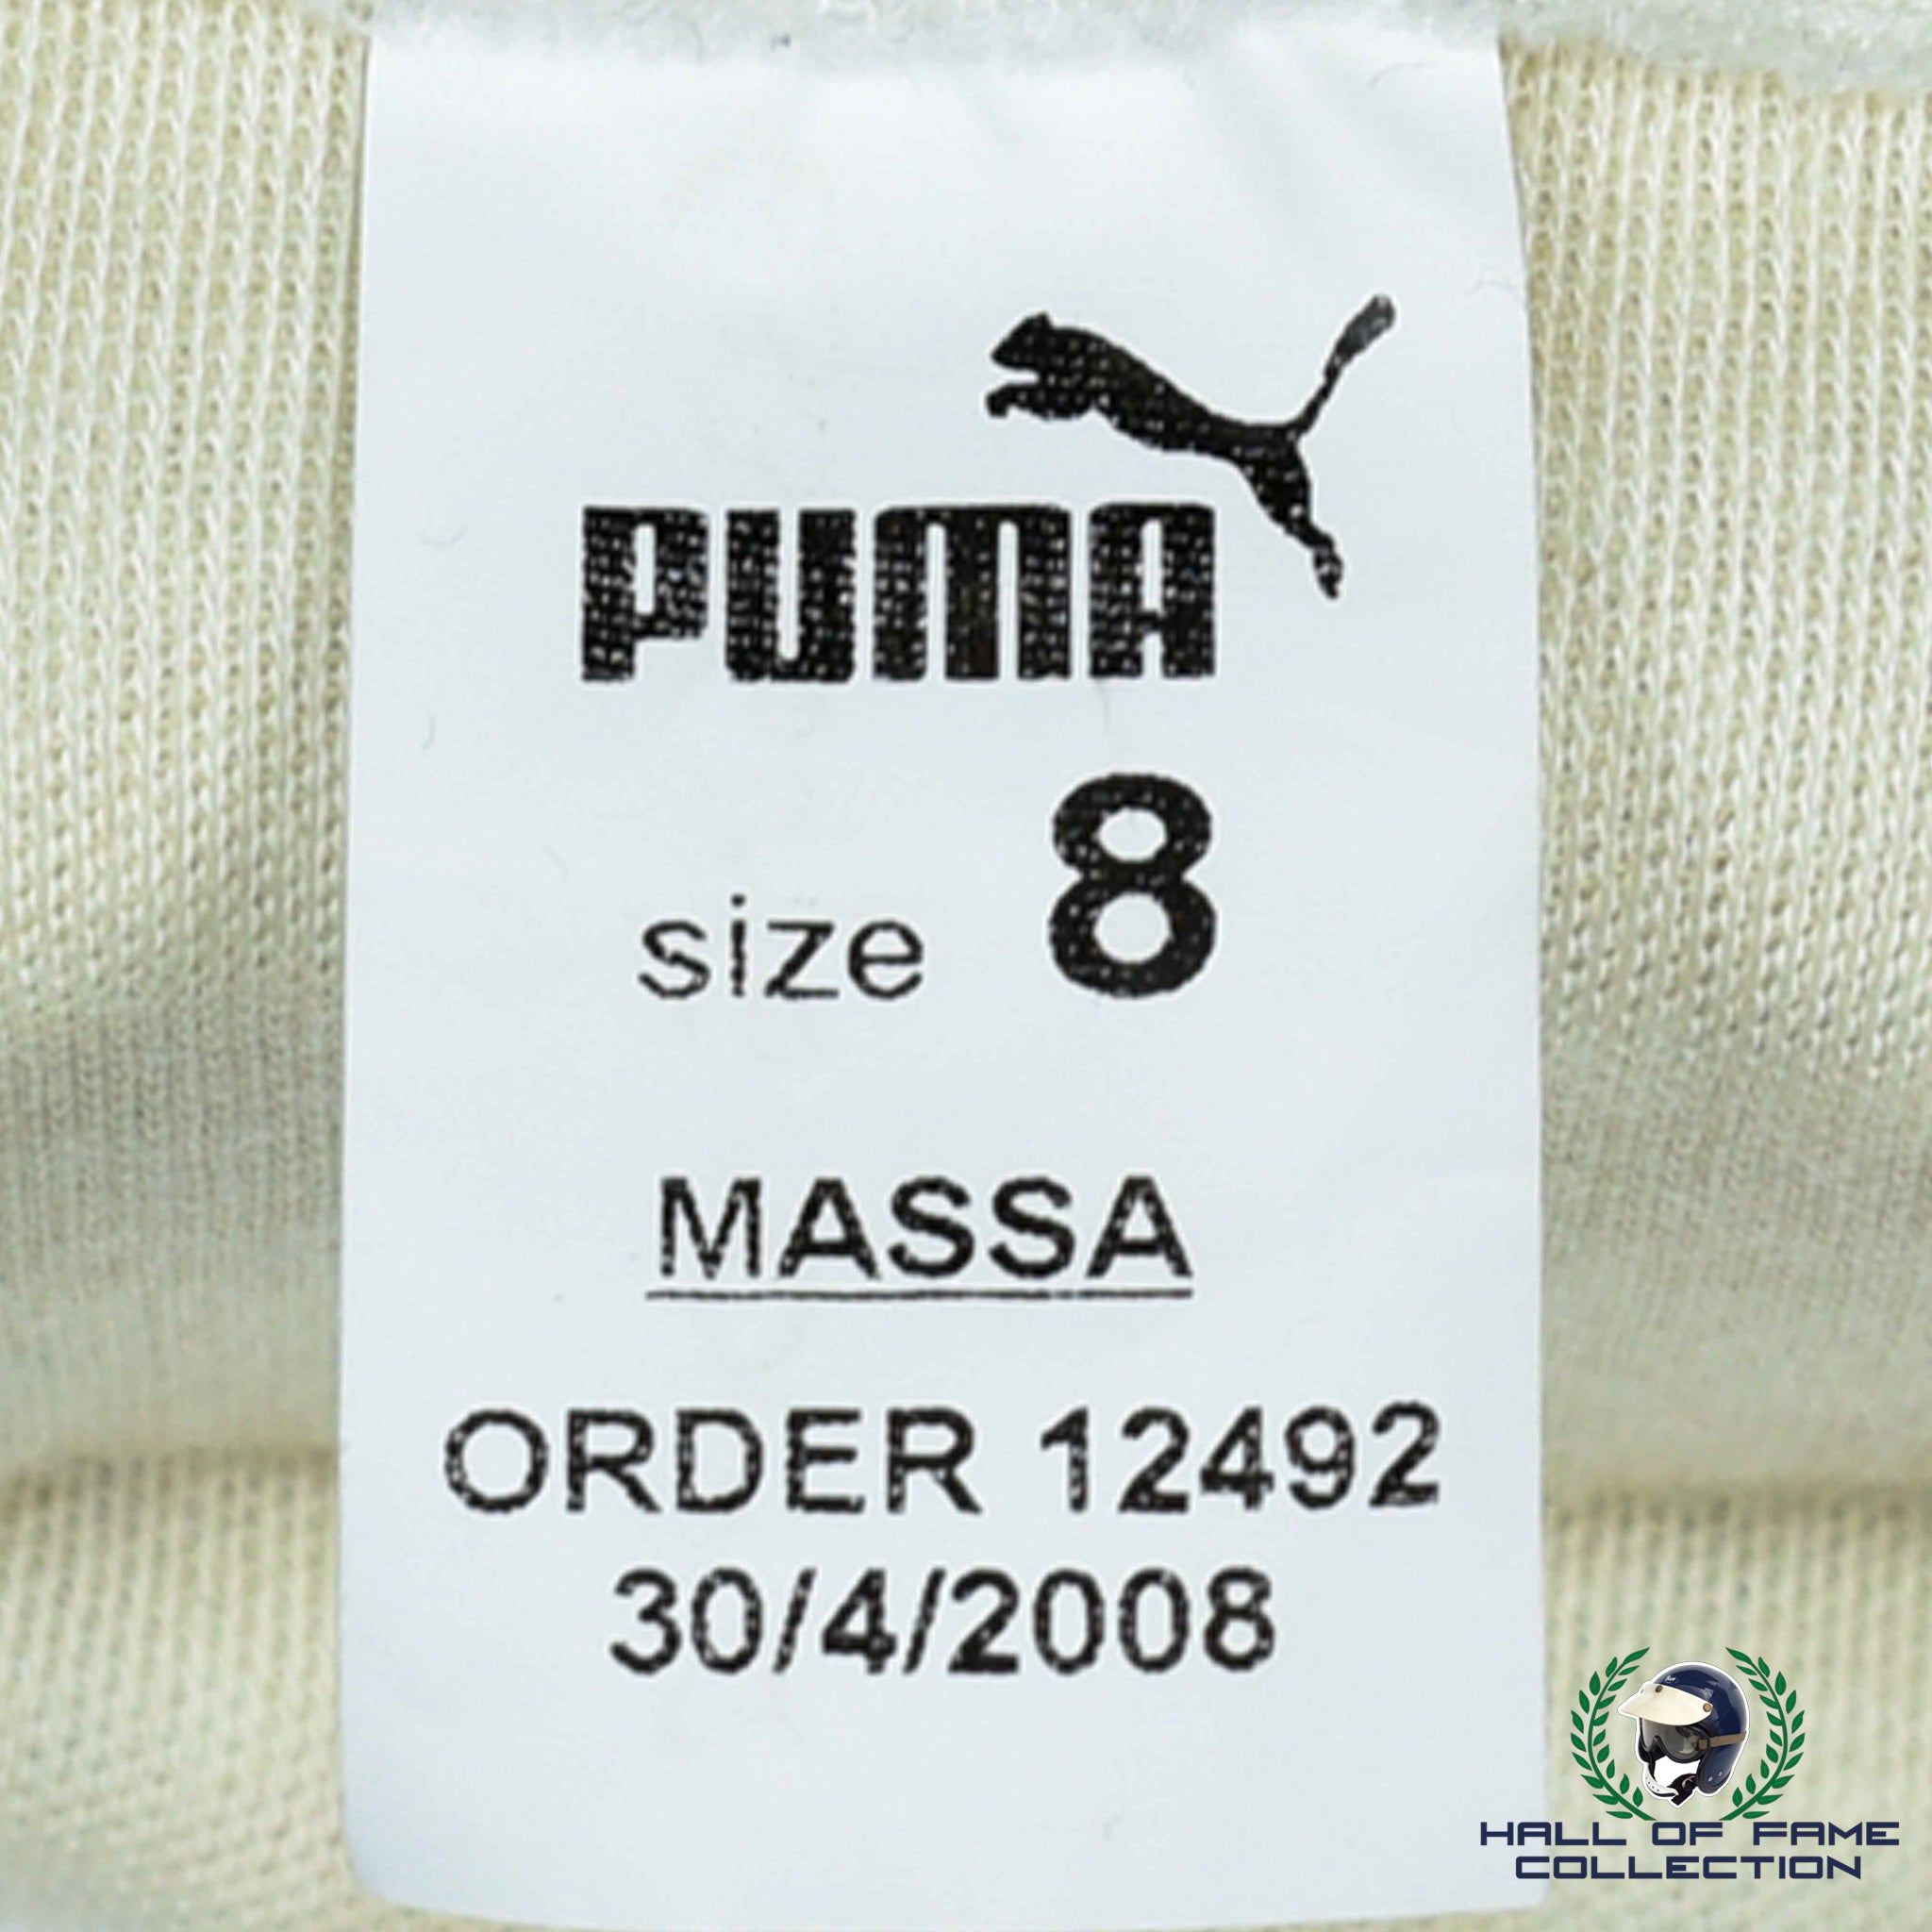 PUMA
size 8
MASSA
ORDER 12492
30/4/2008
HALL OF FAME
COLLECTION